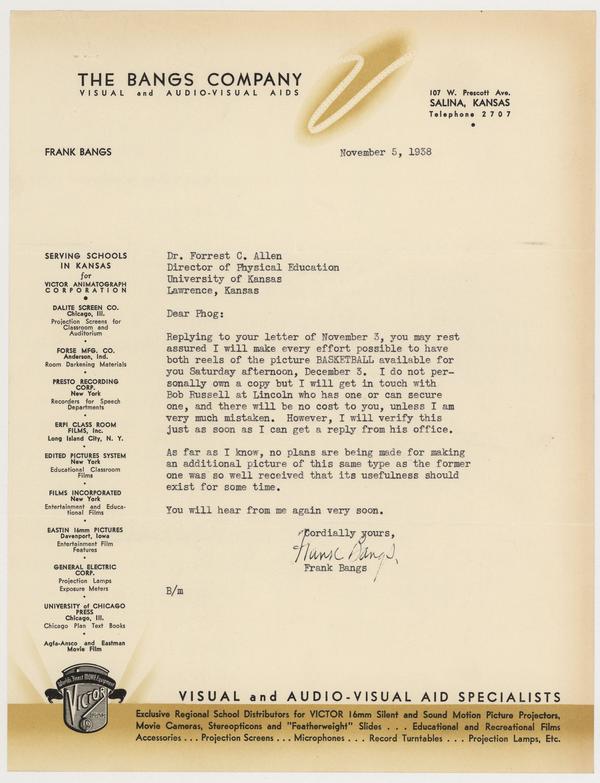 THE BANGS COMPANY
VISUAL and AUDIO-VISUAL AIDS
107 W. Prescott Ave.
SALINA, KANSAS
Telephone 2707
FRANK BANGS
November 5, 1938
SERVING SCHOOLS
IN KANSAS
for
VICTOR ANIMATOGRAPH
CORPORATION
DALITE SCREEN CO.
Chicago, Ill.
Projection Screens for
Classroom and
Auditorium
FORSE MFG. CO.
Anderson, Ind.
Room Darkening Materials
PRESTO RECORDING
CORP.
New York
Recorders for Speech
Departments
ERPI CLASS ROOM
FILMS, Inc.
Long Island City, N. Y.
EDITED PICTURES SYSTEM
New York
Educational Classroom
Films
FILMS INCORPORATED
New York
Entertainment and Educa-
tional Films
EASTIN 16mm PICTURES
Davenport, Iowa
Entertainment Film
Features
GENERAL ELECTRIC
CORP.
Projection Lamps
Exposure Meters
UNIVERSITY of CHICAGO
PRESS
Chicago, Ill.
Chicago Plan Text Books
Agfa-Ansco and Eastman
Movie Film
Dr. Forrest C. Allen
Director of Physical Education
University of Kansas
Lawrence, Kansas
Dear Phog:
Replying to your letter of November 3, you may rest
assured I will make every effort possible to have
both reels of the picture BASKETBALL available for
you Saturday afternoon, December 3. I do not per-
sonally own a copy but I will get in touch with
Bob Russell at Lincoln who has one or can secure
one, and there will be no cost to you, unless I am
very much mistaken. However, I will verify this
just as soon as I can get a reply from his office.
As far as I know, no plans are being made for making
an additional picture of this same type as the former
one was so well received that its usefulness should
exist for some time.
You will hear from me again very soon.
Cordially yours,
Frank Bangs.
Frank Bangs
B/m
VICTOR
VISUAL and AUDIO-VISUAL AID SPECIALISTS
Exclusive Regional School Distributors for VICTOR 16mm Silent and Sound Motion Picture Projectors,
Movie Cameras, Stereopticons and "Featherweight" Slides . . . Educational and Recreational Films
Accessories . . . Projection Screens . . . Microphones . . . Record Turntables . . . Projection Lamps, Etc.